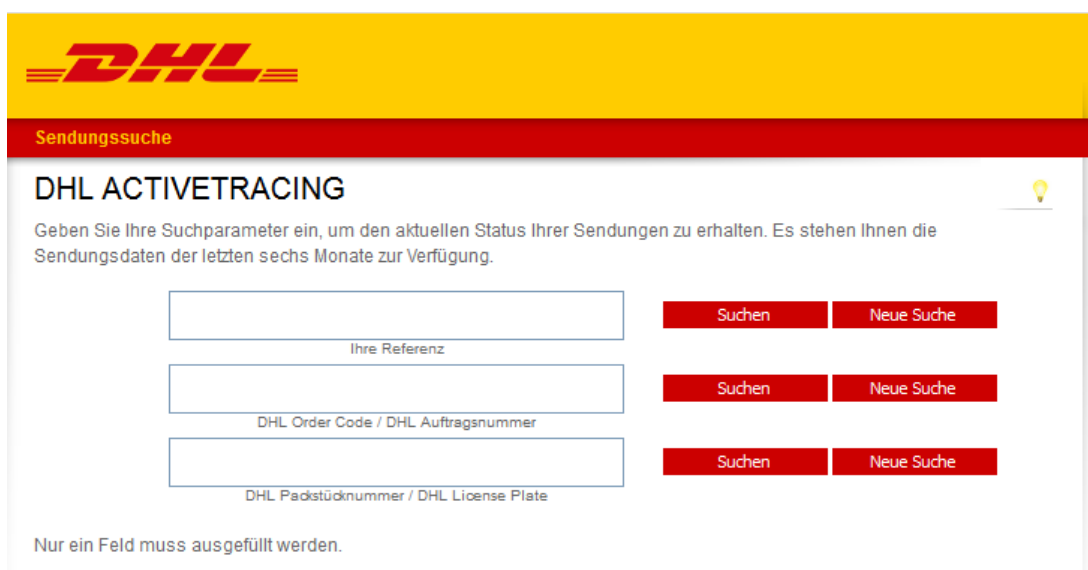 DHL
Sendungssuche
DHL ACTIVETRACING
Geben Sie Ihre Suchparameter ein, um den aktuellen Status Ihrer Sendungen zu erhalten. Es stehen Ihnen die
Sendungsdaten der letzten sechs Monate zur Verfügung.
Suchen Neue Suche
Ihre Referenz
Suchen Neue Suche
DHL Order Code / DHL Auftragsnummer
Suchen Neue Suche
DHL Packstücknummer / DHL License Plate
Nur ein Feld muss ausgefüllt werden.